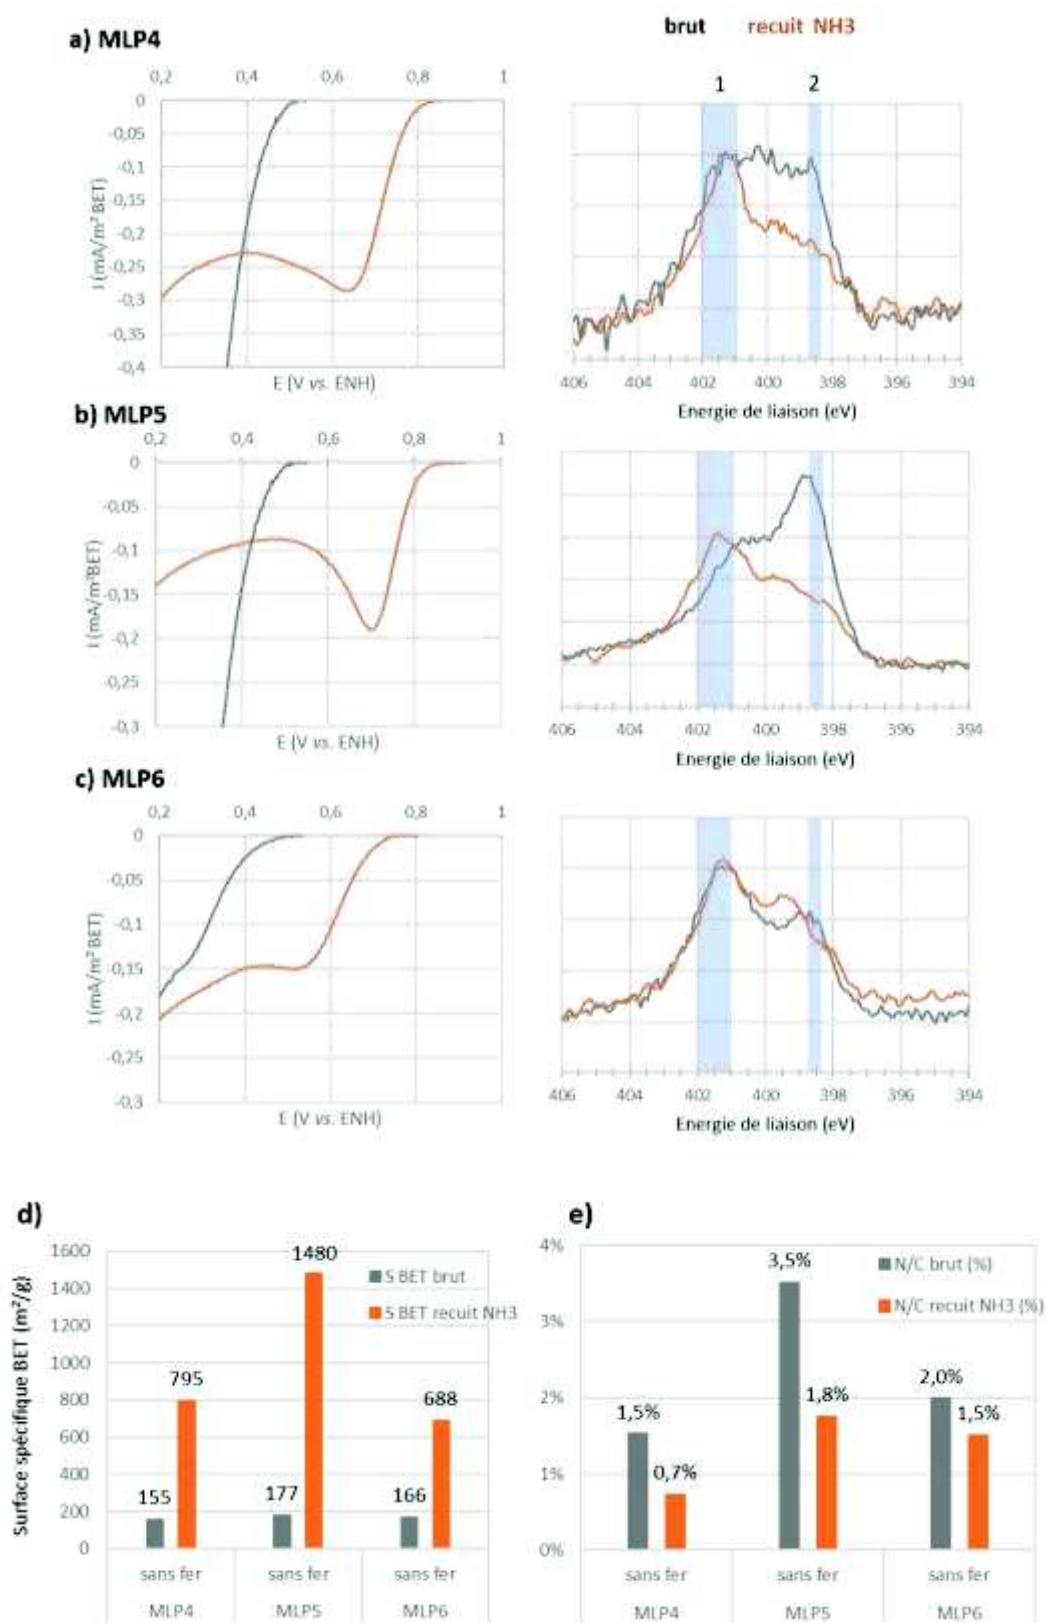 brut recuit NH3
a) MLP4
0,2 0,4 0,6 0,8 1
1 2
0
-0,05
-0,1
-0,15
-0,2
-0,25
-0,3
-0,35
-0,4
I (mA/m² BET)
E (V vs. ENH)
406 404 402 400 398 396 394
Energie de liaison (eV)
b) MLP5
0,2 0,4 0,6 0,8 1
0
-0,05
-0,1
-0,15
-0,2
-0,25
-0,3
I (mA/m²BET)
E (V vs. ENH)
406 404 402 400 398 396 394
Energie de liaison (eV)
c) MLP6
0,2 0,4 0,6 0,8 1
0
-0,05
-0,1
-0,15
-0,2
-0,25
-0,3
I (mA/m² BET)
E (V vs. ENH)
406 404 402 400 398 396 394
Energie de liaison (eV)
d)
Surface spécifique BET (m²/g)
1600
1400
1200
1000
800
600
400
200
0
S BET brut
S BET recuit NH3
155 795 177 1480 166 688
sans fer sans fer sans fer
MLP4 MLP5 MLP6
e)
4%
3%
2%
1%
0%
N/C brut (%)
N/C recuit NH3 (%)
1,5% 0,7% 3,5% 1,8% 2,0% 1,5%
sans fer sans fer sans fer
MLP4 MLP5 MLP6